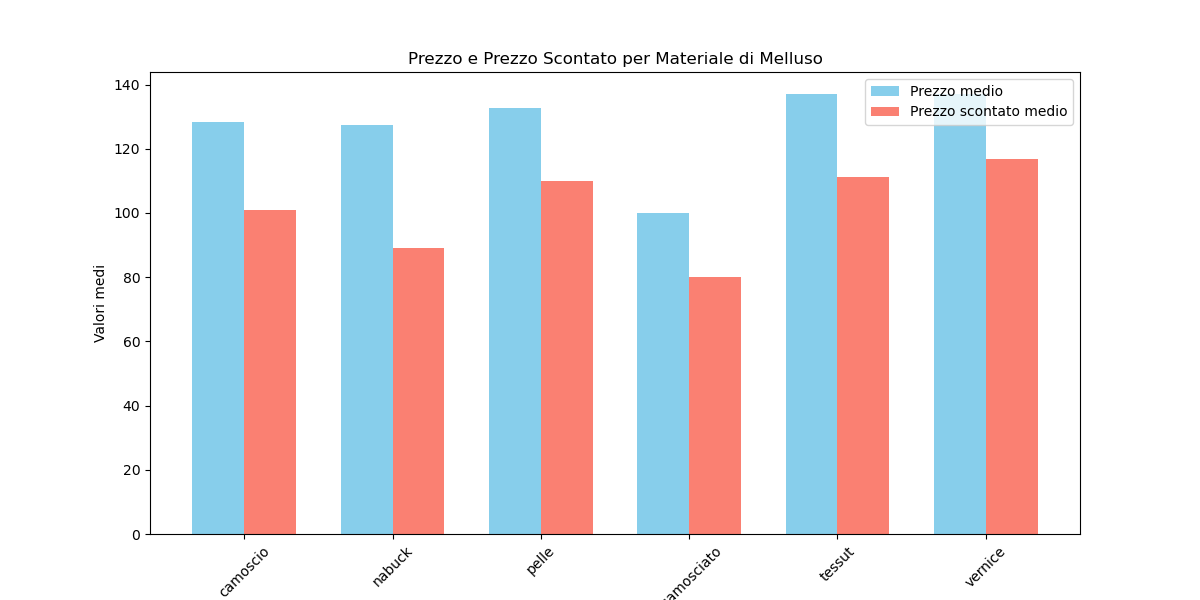 Prezzo e Prezzo Scontato per Materiale di Melluso
Prezzo medio
Prezzo scontato medio
Valori medi
140
120
100
80
60
40
20
0
camoscio
nabuck
pelle
tessut
vernice